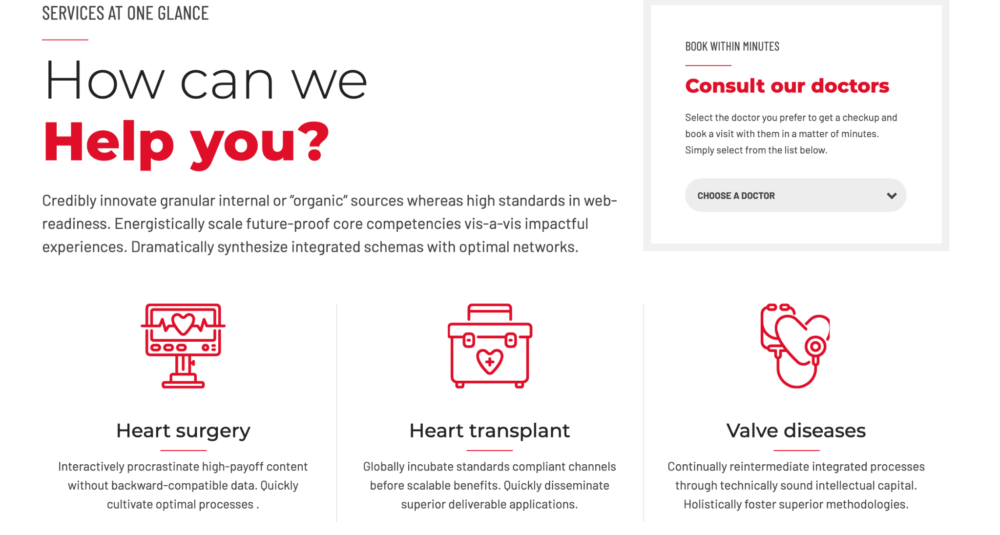 SERVICES AT ONE GLANCE
How can we
Help you?
Credibly innovate granular internal or “organic“ sources whereas high standards in web-
readiness. Energistically scale future-proof core competencies vis-a-vis impactful
experiences. Dramatically synthesize integrated schemas with optimal networks.
BOOK WITHIN MINUTES
Consult our doctors
Select the doctor you prefer to get a checkup and
book a visit with them in a matter of minutes.
Simply select from the list below.
CHOOSE A DOCTOR
Heart surgery
Interactively procrastinate high-payoff content
without backward-compatible data. Quickly
cultivate optimal processes .
Heart transplant
Globally incubate standards compliant channels
before scalable benefits. Quickly disseminate
superior deliverable applications.
Valve diseases
Continually reintermediate integrated processes
through technically sound intellectual capital.
Holistically foster superior methodologies.